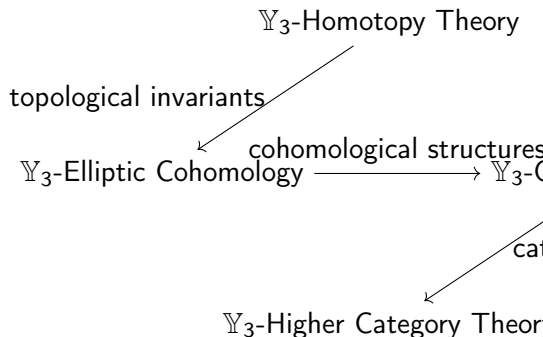 𝕐₃-Homotopy Theory
topological invariants
cohomological structures
𝕐₃-Elliptic Cohomology
𝕐₃-Higher Category Theory